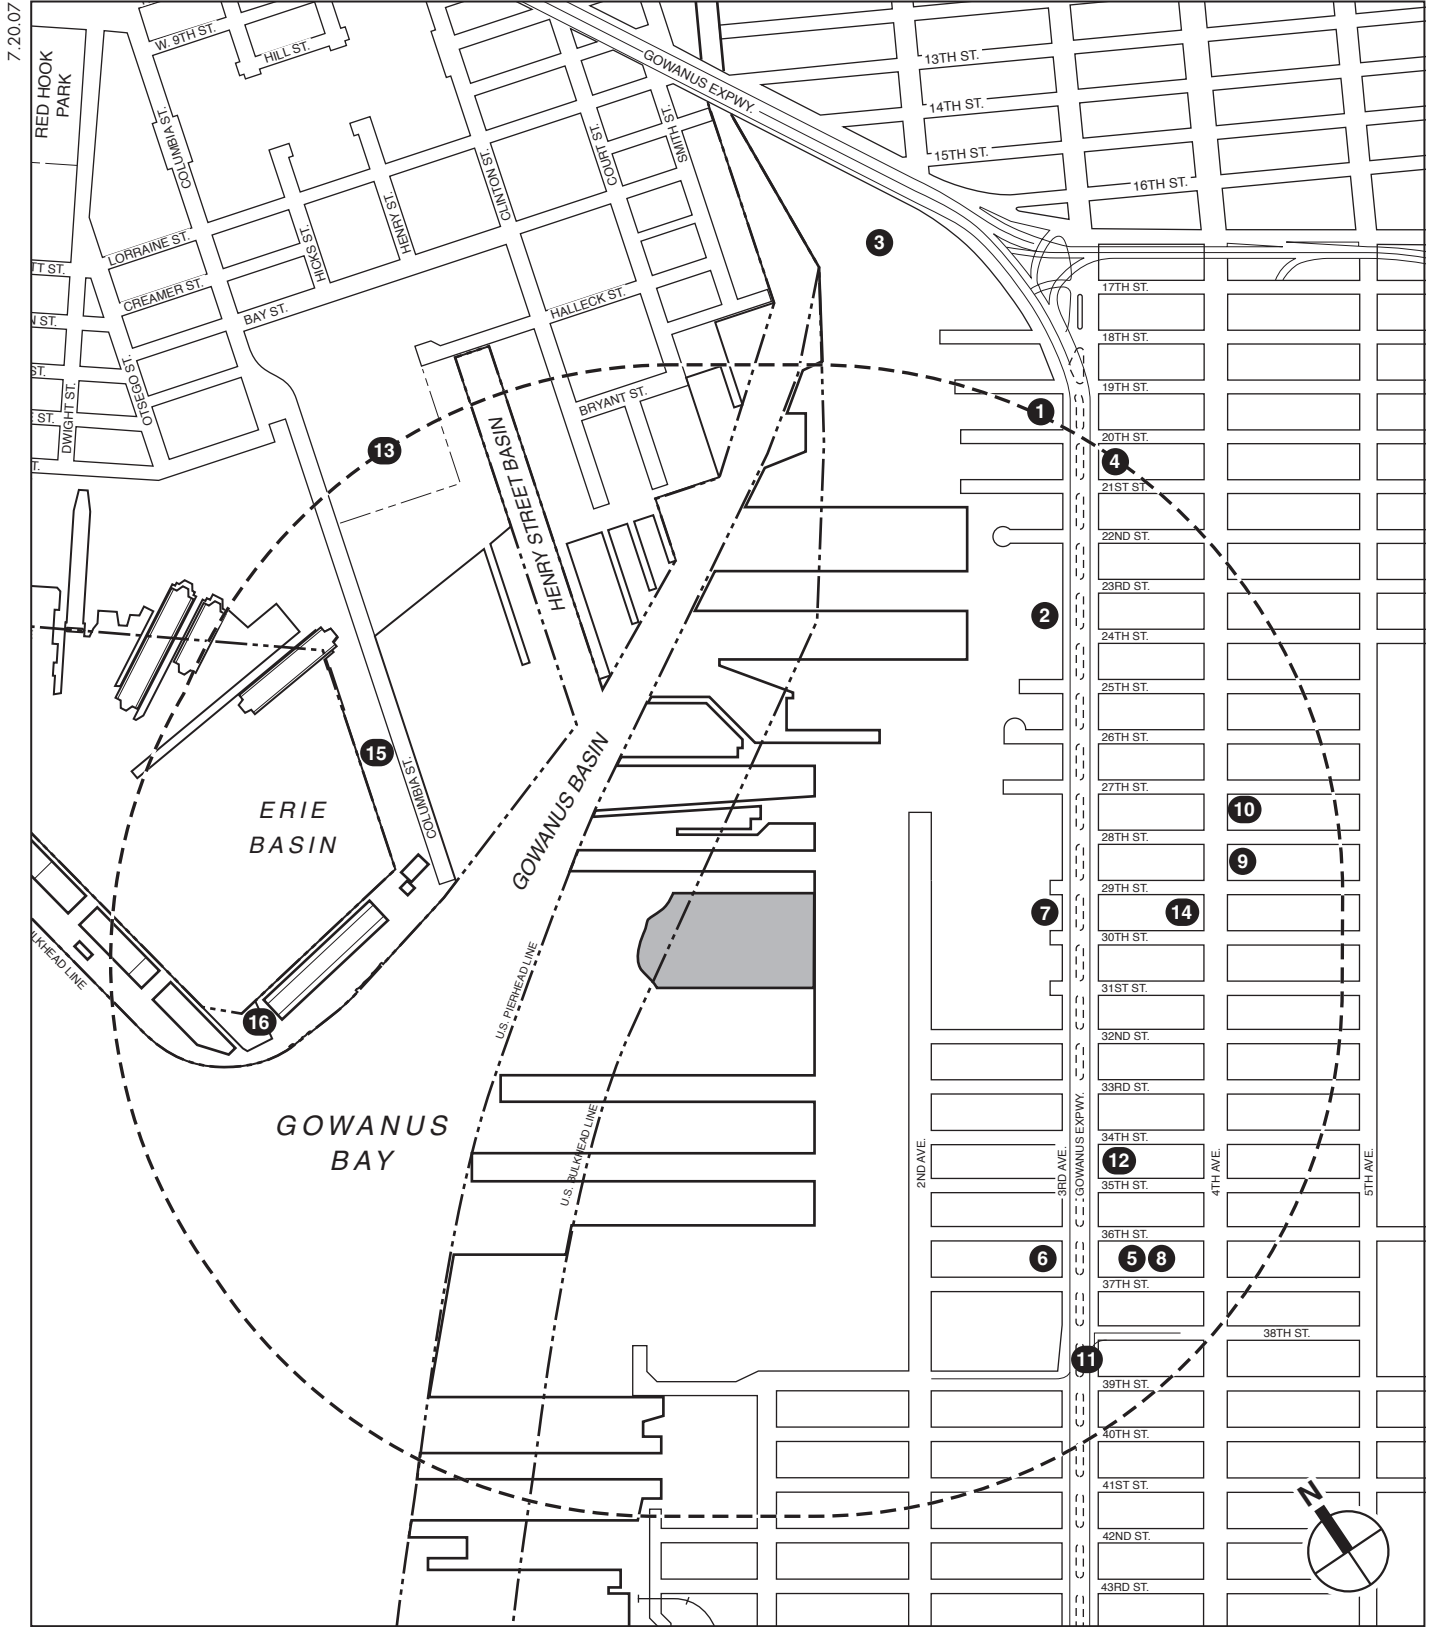 7.20.07
RED HOOK
PARK
W. 9TH ST.
HILL ST.
COLUMBIA ST.
GOWANUS EXPWY.
13TH ST.
14TH ST.
15TH ST.
16TH ST.
SMITH ST.
COURT ST.
CLINTON ST.
HENRY ST.
HICKS ST.
LORRAINE ST.
CREAMER ST.
BAY ST.
HALLECK ST.
TT ST.
N ST.
ST.
E ST.
T.
DWIGHT ST.
OTSEGO ST.
BRYANT ST.
HENRY STREET BASIN
3
17TH ST.
18TH ST.
19TH ST.
1
20TH ST.
13
4
21ST ST.
22ND ST.
23RD ST.
2
24TH ST.
25TH ST.
26TH ST.
15
COLUMBIA ST.
GOWANUS BASIN
27TH ST.
ERIE
BASIN
10
28TH ST.
9
29TH ST.
7
14
30TH ST.
ULKHEAD LINE
U.S. PIERHEAD LINE
31ST ST.
16
32ND ST.
33RD ST.
GOWANUS
BAY
U.S. BULKHEAD LINE
2ND AVE.
3RD AVE.
GOWANUS EXPWY.
4TH AVE.
5TH AVE.
34TH ST.
12
35TH ST.
36TH ST.
6
5
8
37TH ST.
38TH ST.
11
39TH ST.
40TH ST.
41ST ST.
N
42ND ST.
43RD ST.